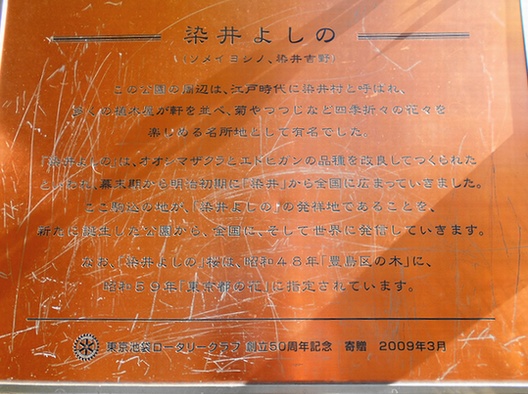 染井よしの
(ソメイヨシノ、染井吉野)
この公園の周辺は、江戸時代に染井村と呼ばれ、
多くの植木屋が軒を並べ、菊やつつじなど四季折々の花々を
楽しめる名所地として有名でした。
「染井よしの」は、オオシマザクラとエドヒガンの品種を改良してつくられた
といわれ、幕末期から明治初期に「染井」から全国に広まっていきました。
ここ駒込の地が、「染井よしの」の発祥地であることを、
新たに誕生した公園から、全国に、そして世界に発信していきます。
なお、「染井よしの」桜は、昭和48年「豊島区の木」に、
昭和59年「東京都の花」に指定されています。
東京池袋ロータリークラブ 創立50周年記念 寄贈 2009年3月